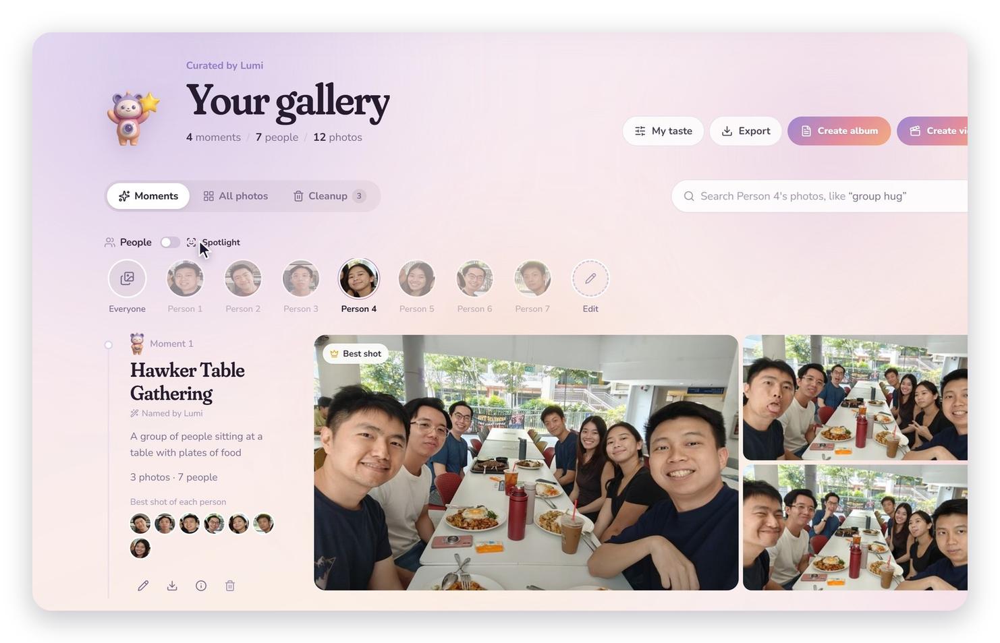 Curated by Lumi
Your gallery
4 moments / 7 people / 12 photos
My taste
Export
Create album
Create vi
Moments
All photos
Cleanup 3
Search Person 4's photos, like “group hug”
People
Spotlight
Everyone
Person 1
Person 2
Person 3
Person 4
Person 5
Person 6
Person 7
Edit
Moment 1
Hawker Table
Gathering
Named by Lumi
A group of people sitting at a
table with plates of food
3 photos · 7 people
Best shot of each person
Best shot